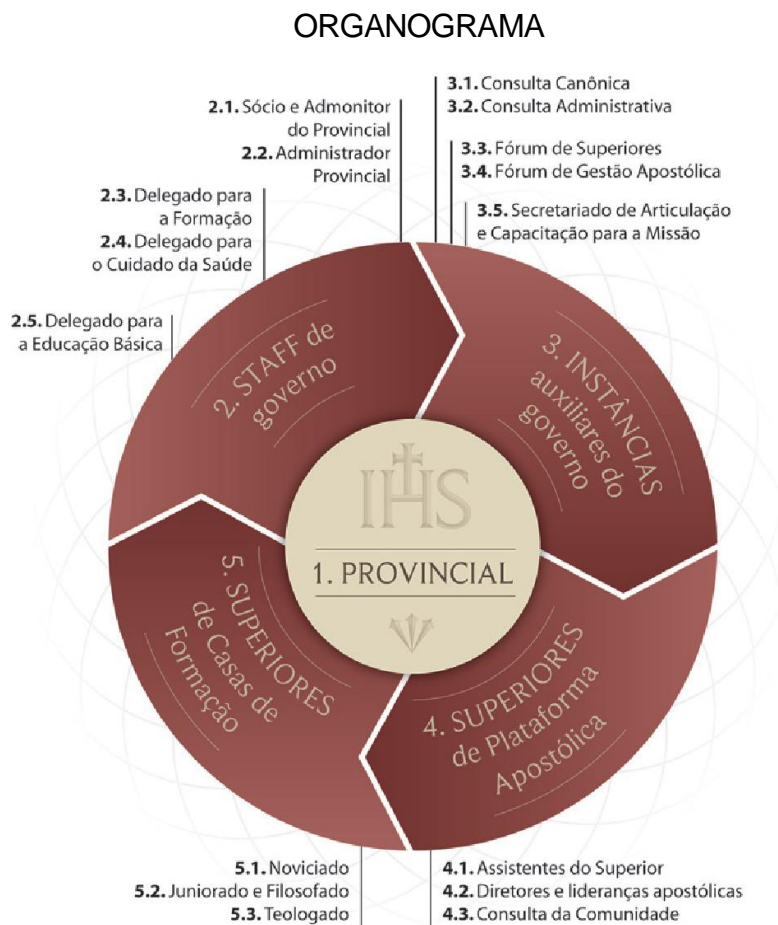 ORGANOGRAMA
2.1. Sócio e Admonitor
do Provincial
2.2. Administrador
Provincial
2.3. Delegado para
a Formação
2.4. Delegado para
o Cuidado da Saúde
2.5. Delegado para
a Educação Básica
3.1. Consulta Canônica
3.2. Consulta Administrativa
3.3. Fórum de Superiores
3.4. Fórum de Gestão Apostólica
3.5. Secretariado de Articulação
e Capacitação para a Missão
2. STAFF de
governo
3. INSTÂNCIAS
auxiliares do
governo
IHS
1. PROVINCIAL
5. SUPERIORES
de Casas de
Formação
4. SUPERIORES
de Plataforma
Apostólica
5.1. Noviciado
5.2. Juniorado e Filosofado
5.3. Teologado
4.1. Assistentes do Superior
4.2. Diretores e lideranças apostólicas
4.3. Consulta da Comunidade